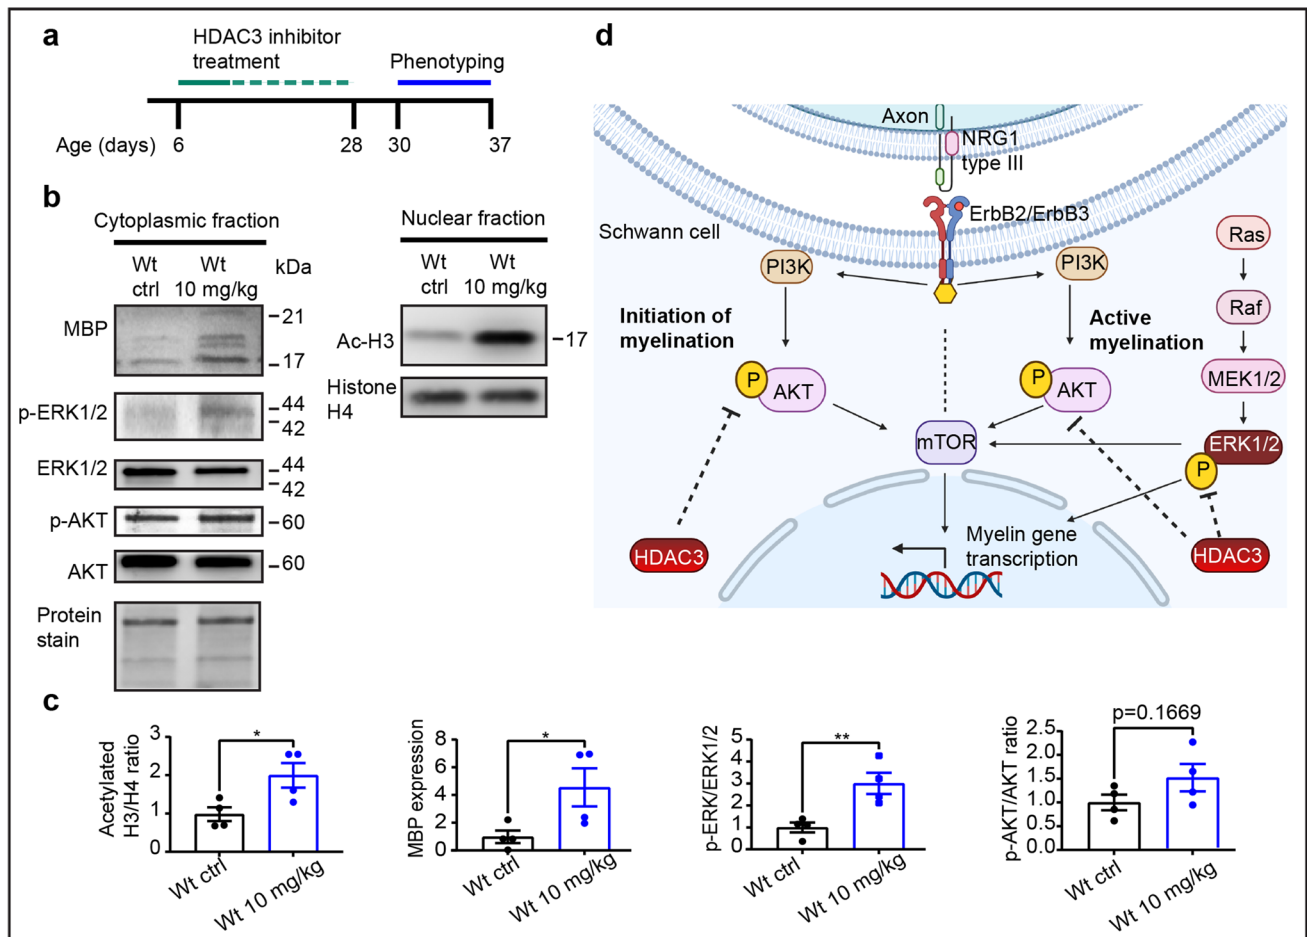 a
HDAC3 inhibitor
treatment
Phenotyping
Age (days)
6
28
30
37
b
Cytoplasmic fraction
Wt
ctrl
Wt
10 mg/kg
kDa
MBP
21
17
p-ERK1/2
44
42
ERK1/2
44
42
p-AKT
60
AKT
60
Protein
stain
Nuclear fraction
Wt
ctrl
Wt
10 mg/kg
Ac-H3
17
Histone
H4
c
Acetylated
H3/H4 ratio
3
2
1
0
*
Wt ctrl
Wt 10 mg/kg
MBP expression
8
6
4
2
0
*
Wt ctrl
Wt 10 mg/kg
p-ERK/ERK1/2
5
4
3
2
1
0
**
Wt ctrl
Wt 10 mg/kg
p-AKT/AKT ratio
2.5
2.0
1.5
1.0
0.5
0.0
p=0.1669
Wt ctrl
Wt 10 mg/kg
d
Axon
NRG1
type III
ErbB2/ErbB3
Schwann cell
PI3K
PI3K
Initiation of
myelination
Active
myelination
P
AKT
P
AKT
mTOR
Ras
Raf
MEK1/2
ERK1/2
P
HDAC3
HDAC3
Myelin gene
transcription